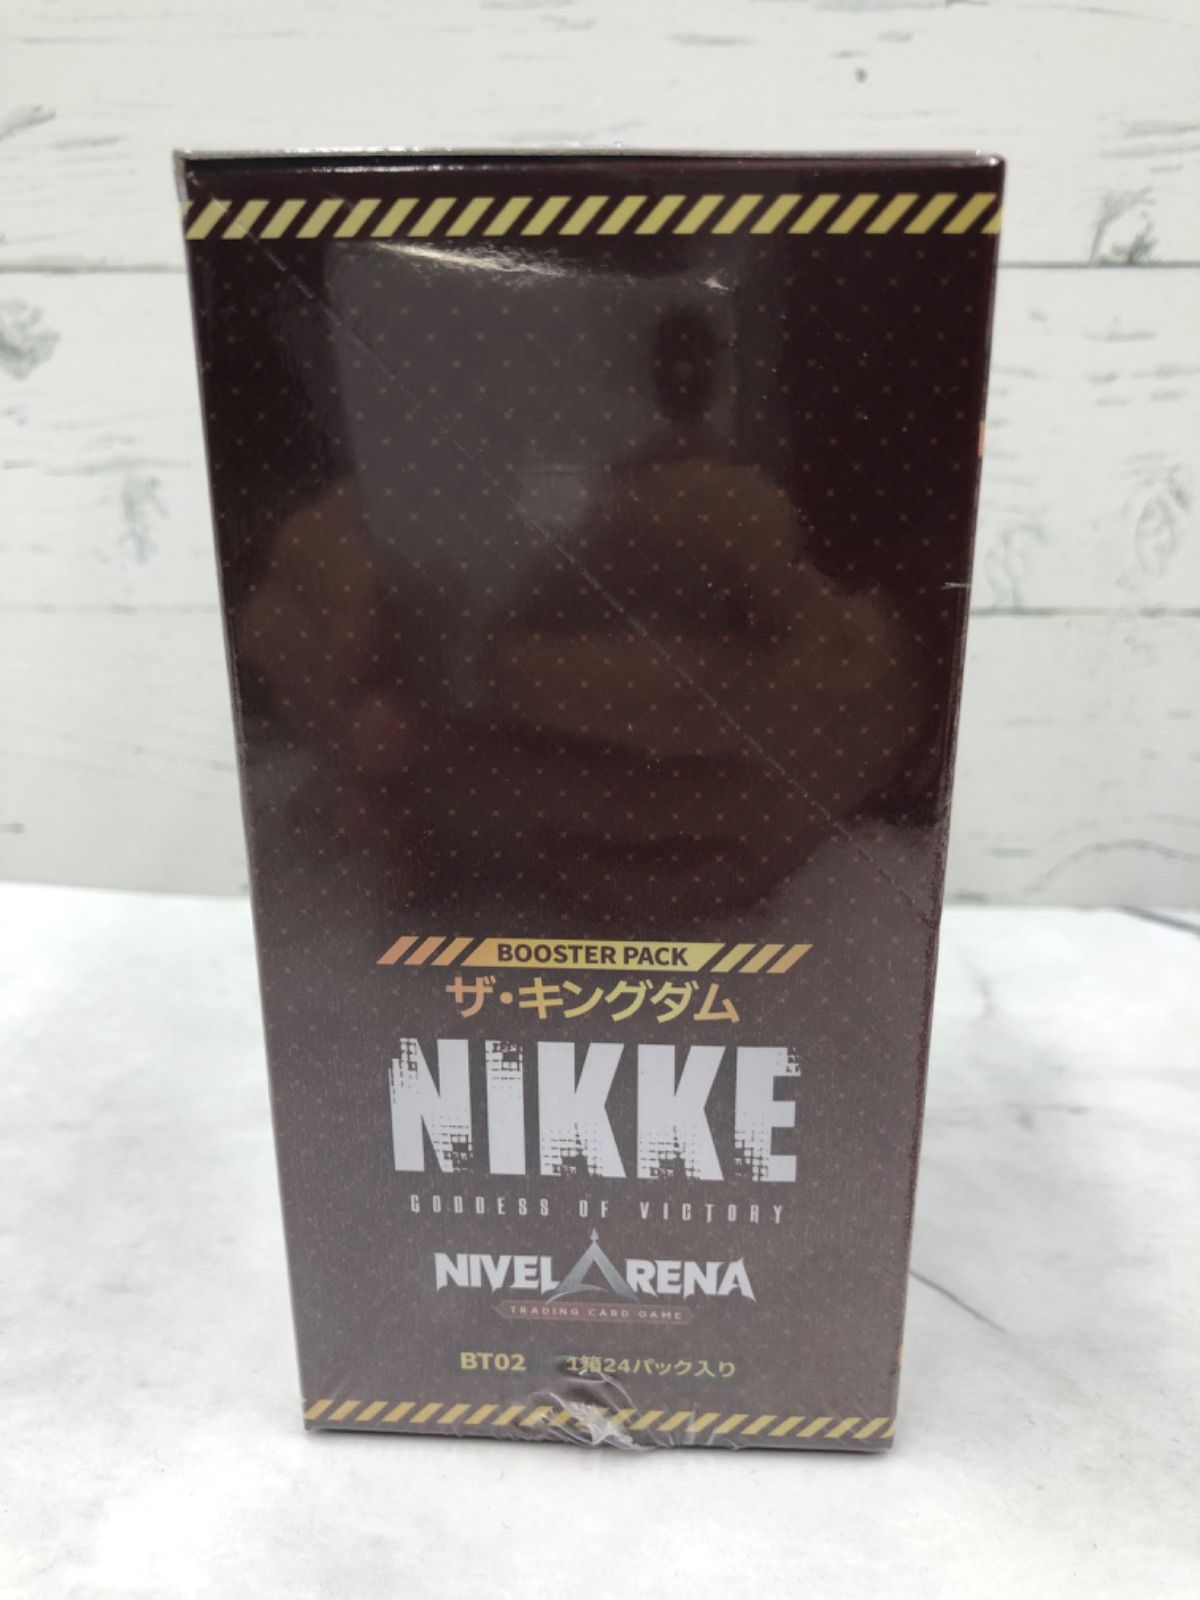 BOOSTER PACK
ザ・キングダム
NIKKE
GODDESS OF VICTORY
NIVEL ARENA
TRADING CARD GAME
BT02 1箱24パック入り